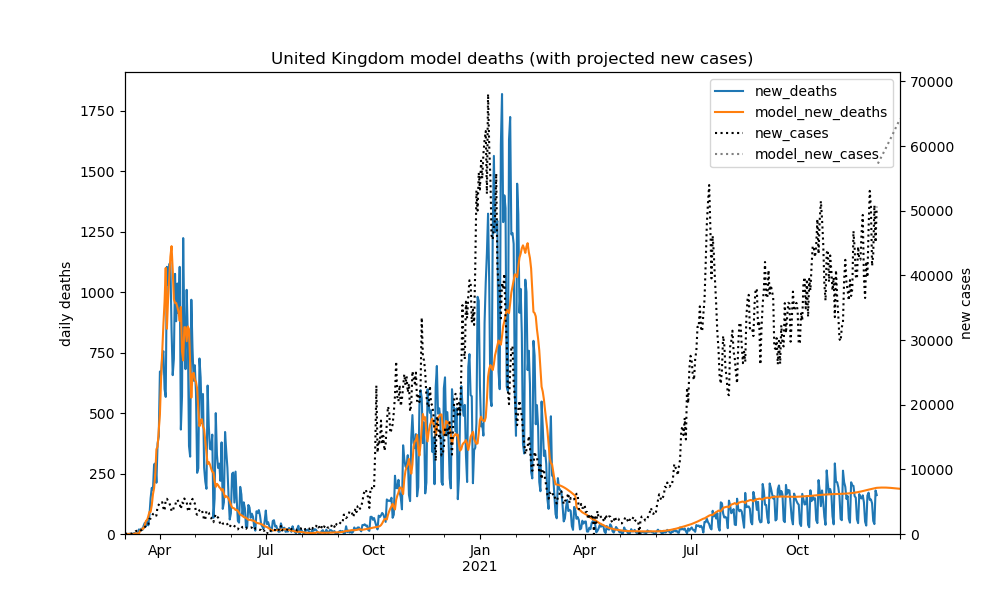 United Kingdom model deaths (with projected new cases)
new_deaths
model_new_deaths
new_cases
model_new_cases
daily deaths
1750
1500
1250
1000
750
500
250
0
new cases
70000
60000
50000
40000
30000
20000
10000
0
Apr
Jul
Oct
Jan
2021
Apr
Jul
Oct